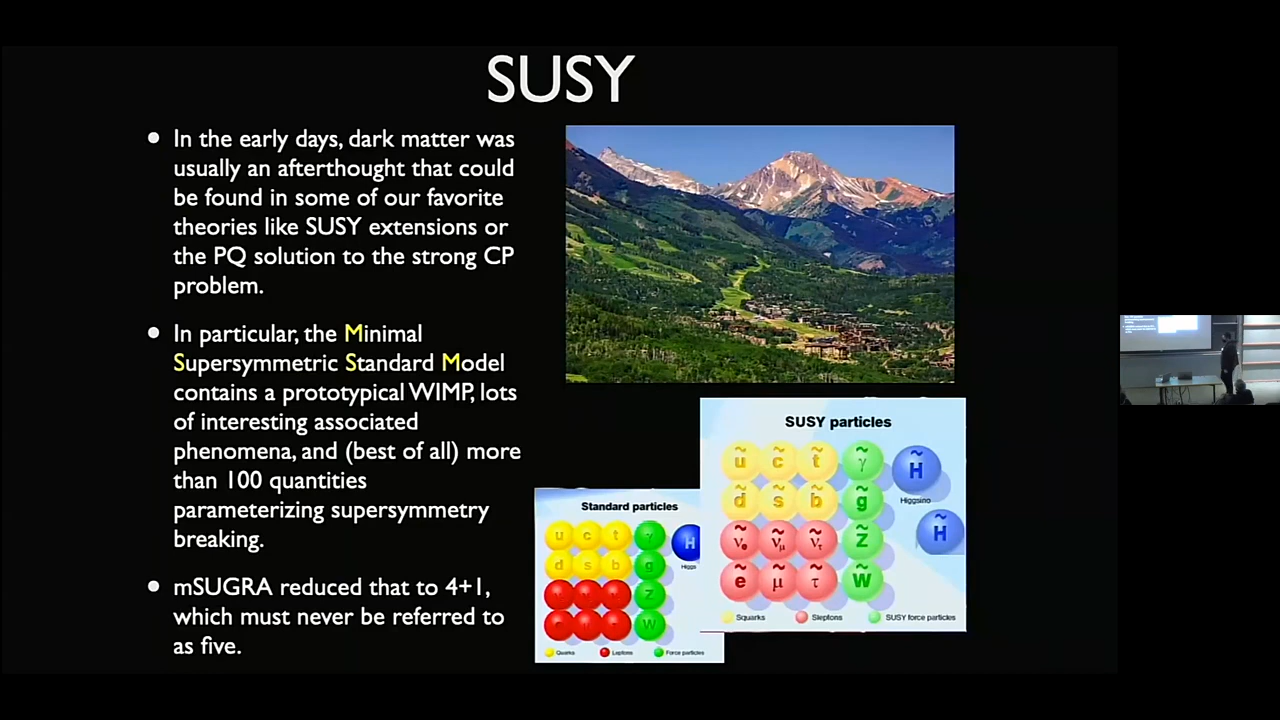 SUSY
• In the early days, dark matter was
usually an afterthought that could
be found in some of our favorite
theories like SUSY extensions or
the PQ solution to the strong CP
problem.
• In particular, the Minimal
Supersymmetric Standard Model
contains a prototypical WIMP, lots
of interesting associated
phenomena, and (best of all) more
than 100 quantities
parameterizing supersymmetry
breaking.
• mSUGRA reduced that to 4+1,
which must never be referred to
as five.
Standard particles
u c t γ H
Higgs
d s b g
Z
W
Quarks Leptons Force particles
SUSY particles
ũ c̃ t̃ γ̃ H̃
Higgsino
d̃ s̃ b̃ g̃
H̃
ν̃e ν̃μ ν̃τ Z̃
ẽ μ̃ τ̃ W̃
Squarks Sleptons SUSY force particles